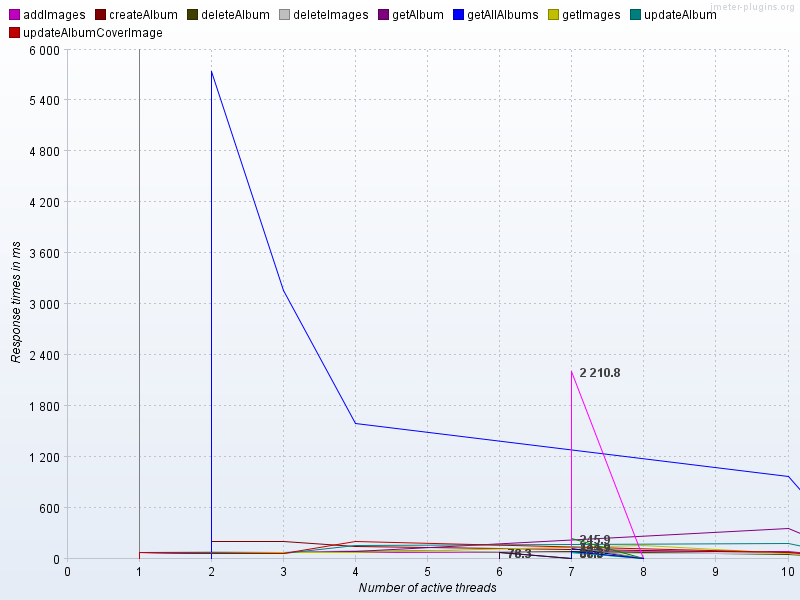 jmeter-plugins.org
addImages createAlbum deleteAlbum deleteImages getAlbum getAllAlbums getImages updateAlbum
updateAlbumCoverImage
6 000
5 400
4 800
4 200
3 600
3 000
2 400
1 800
1 200
600
0
Response times in ms
2 210.8
245.9
76.3
0 1 2 3 4 5 6 7 8 9 10
Number of active threads